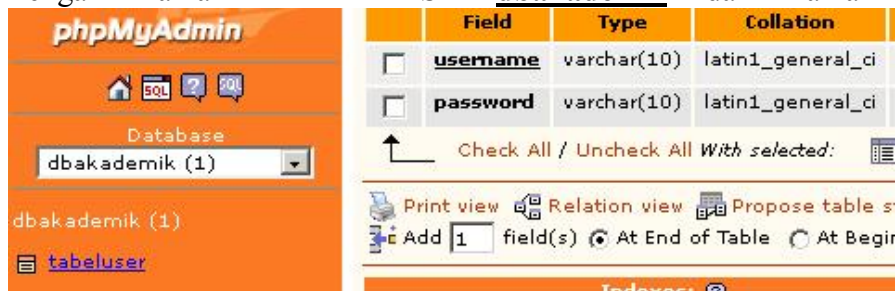 phpMyAdmin
SQL SQL
Database
dbakademik (1)
dbakademik (1)
tabeluser
Field Type Collation
username varchar(10) latin1_general_ci
password varchar(10) latin1_general_ci
Check All / Uncheck All With selected:
Print view Relation view Propose table
Add 1 field(s) At End of Table At Begi
Indexes: